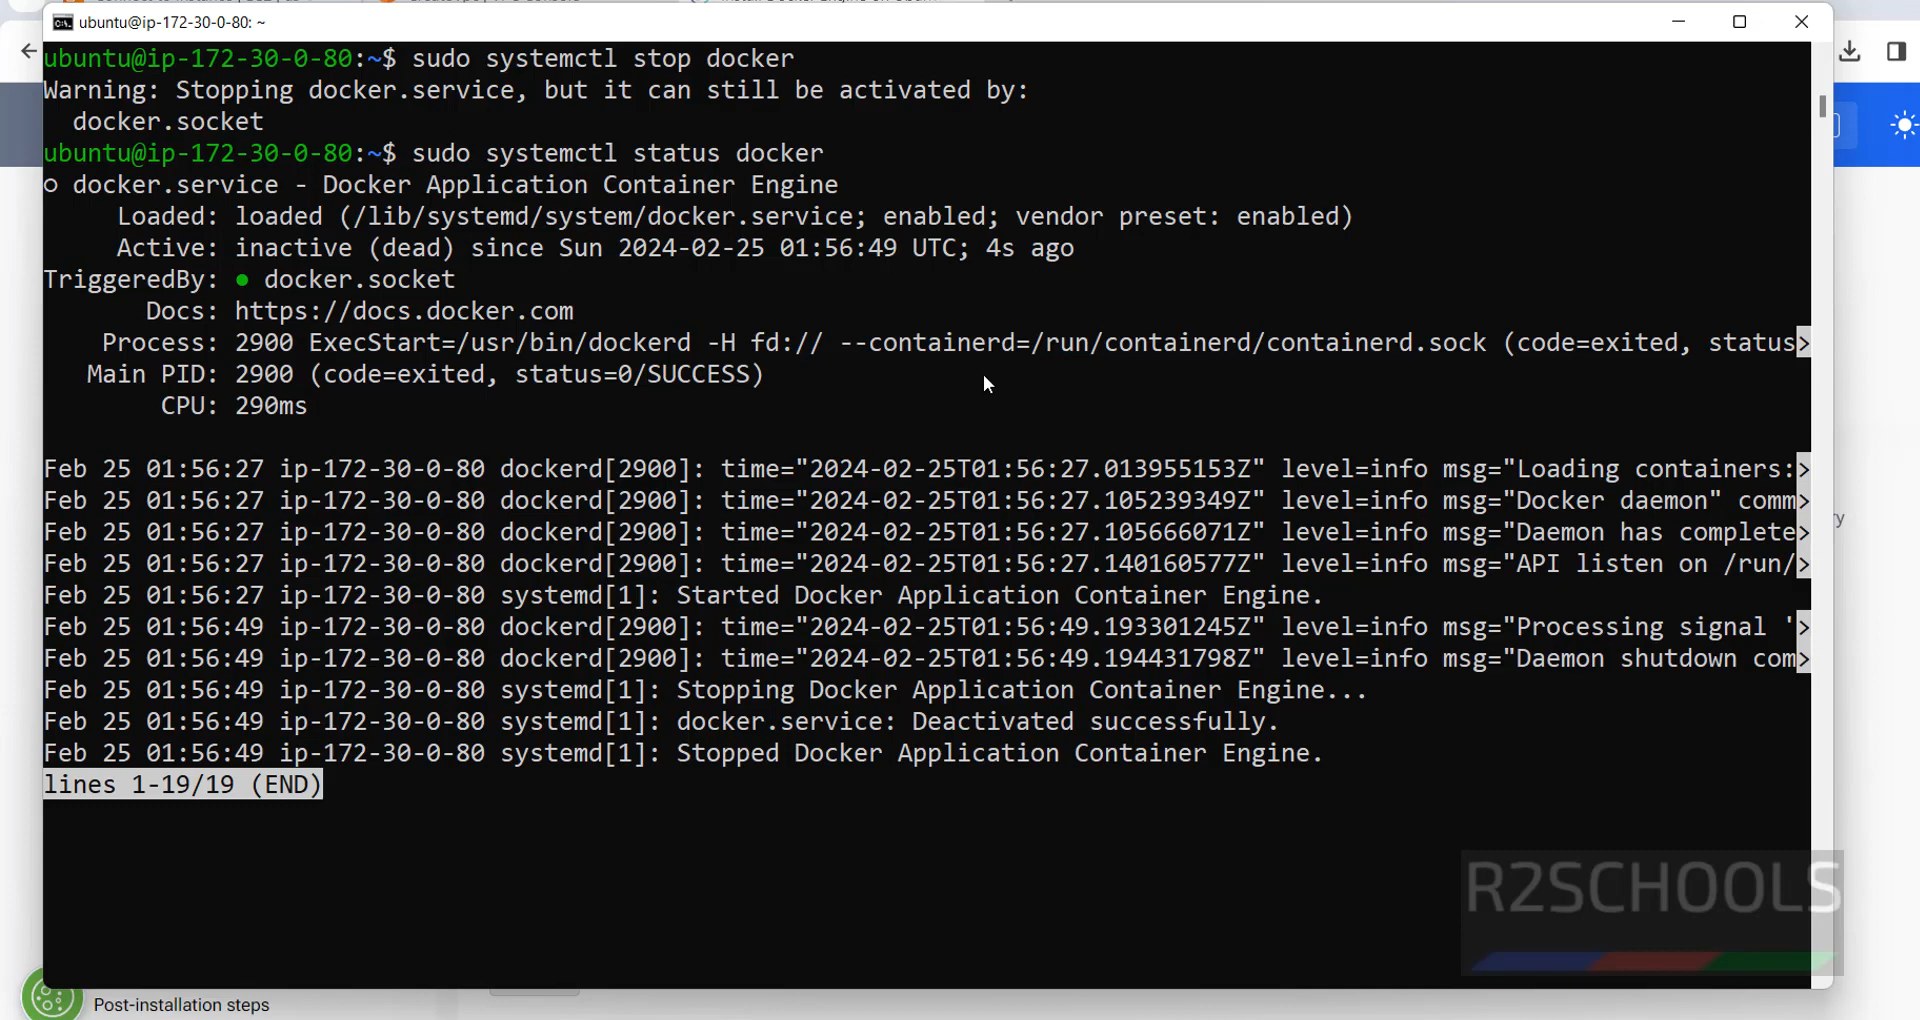 ubuntu@ip-172-30-0-80: ~
ubuntu@ip-172-30-0-80:~$ sudo systemctl stop docker
Warning: Stopping docker.service, but it can still be activated by:
  docker.socket
ubuntu@ip-172-30-0-80:~$ sudo systemctl status docker
○ docker.service - Docker Application Container Engine
     Loaded: loaded (/lib/systemd/system/docker.service; enabled; vendor preset: enabled)
     Active: inactive (dead) since Sun 2024-02-25 01:56:49 UTC; 4s ago
TriggeredBy: ● docker.socket
       Docs: https://docs.docker.com
    Process: 2900 ExecStart=/usr/bin/dockerd -H fd:// --containerd=/run/containerd/containerd.sock (code=exited, status>
   Main PID: 2900 (code=exited, status=0/SUCCESS)
        CPU: 290ms
Feb 25 01:56:27 ip-172-30-0-80 dockerd[2900]: time="2024-02-25T01:56:27.013955153Z" level=info msg="Loading containers:>
Feb 25 01:56:27 ip-172-30-0-80 dockerd[2900]: time="2024-02-25T01:56:27.105239349Z" level=info msg="Docker daemon" comm>
Feb 25 01:56:27 ip-172-30-0-80 dockerd[2900]: time="2024-02-25T01:56:27.105666071Z" level=info msg="Daemon has complete>
Feb 25 01:56:27 ip-172-30-0-80 dockerd[2900]: time="2024-02-25T01:56:27.140160577Z" level=info msg="API listen on /run/>
Feb 25 01:56:27 ip-172-30-0-80 systemd[1]: Started Docker Application Container Engine.
Feb 25 01:56:49 ip-172-30-0-80 dockerd[2900]: time="2024-02-25T01:56:49.193301245Z" level=info msg="Processing signal '>
Feb 25 01:56:49 ip-172-30-0-80 dockerd[2900]: time="2024-02-25T01:56:49.194431798Z" level=info msg="Daemon shutdown com>
Feb 25 01:56:49 ip-172-30-0-80 systemd[1]: Stopping Docker Application Container Engine...
Feb 25 01:56:49 ip-172-30-0-80 systemd[1]: docker.service: Deactivated successfully.
Feb 25 01:56:49 ip-172-30-0-80 systemd[1]: Stopped Docker Application Container Engine.
lines 1-19/19 (END)
R2SCHOOLS
Post-installation steps